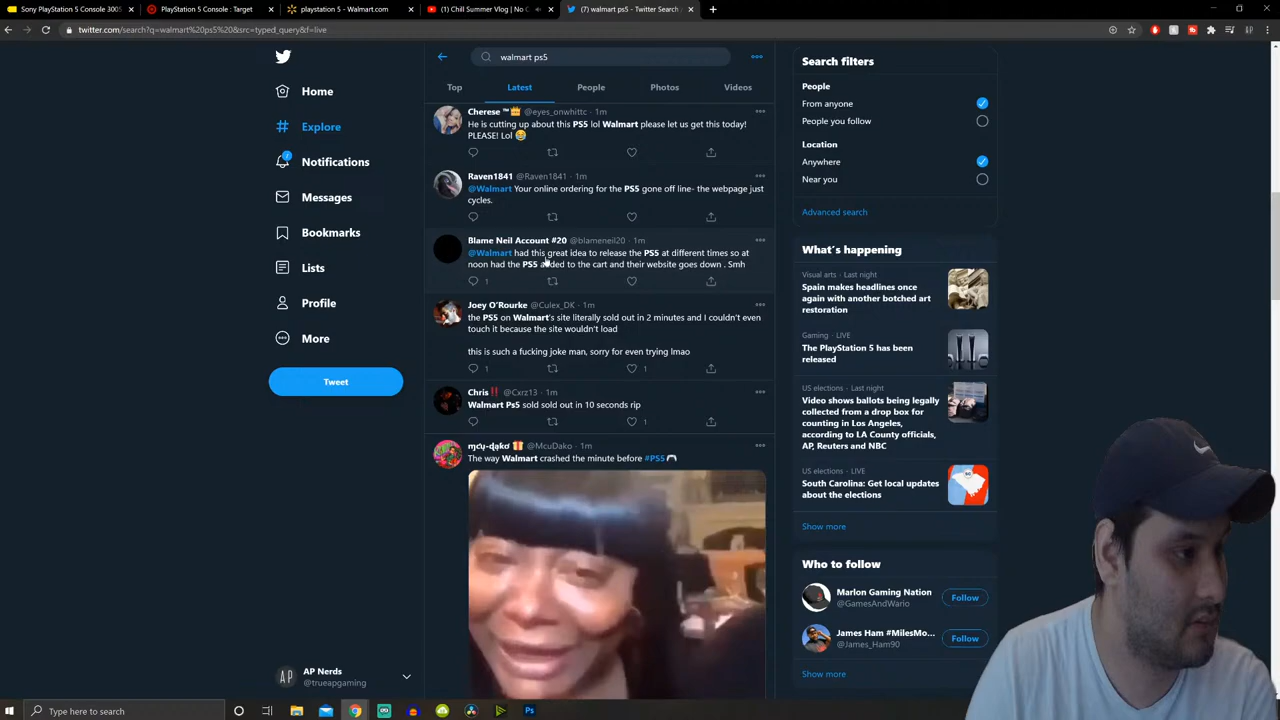 Sony PlayStation 5 Console 3005
PlayStation 5 Console : Target
playstation 5 - Walmart.com
(1) Chill Summer Vlog | No C
(7) walmart ps5 - Twitter Search
twitter.com/search?q=walmart%20ps5%20&src=typed_query&f=live
Home
Explore
Notifications
Messages
Bookmarks
Lists
Profile
More
Tweet
AP Nerds
@trueapgaming
walmart ps5
Top Latest People Photos Videos
Cherese ™👑 @eyes_onwhittc · 1m
He is cutting up about this PS5 lol Walmart please let us get this today!
PLEASE! Lol 😂
Raven1841 @Raven1841 · 1m
@Walmart Your online ordering for the PS5 gone off line- the webpage just
cycles.
Blame Neil Account #20 @blameneil20 · 1m
@Walmart had this great idea to release the PS5 at different times so at
noon had the PS5 added to the cart and their website goes down . Smh
1
Joey O'Rourke @Culex_DK · 1m
the PS5 on Walmart's site literally sold out in 2 minutes and I couldn't even
touch it because the site wouldn't load
this is such a fucking joke man, sorry for even trying lmao
1 1
Chris‼️ @Cxrz13 · 1m
Walmart Ps5 sold sold out in 10 seconds rip
1
@McuDako · 1m
The way Walmart crashed the minute before #PS5🎮
Search filters
People
From anyone
People you follow
Location
Anywhere
Near you
Advanced search
What's happening
Visual arts · Last night
Spain makes headlines once
again with another botched art
restoration
Gaming · LIVE
The PlayStation 5 has been
released
US elections · Last night
Video shows ballots being legally
collected from a drop box for
counting in Los Angeles,
according to LA County officials,
AP, Reuters and NBC
US elections · LIVE
South Carolina: Get local updates
about the elections
Show more
Who to follow
Marlon Gaming Nation
@GamesAndWario
Follow
James Ham #MilesMo...
@James_Ham90
Follow
Show more
Type here to search